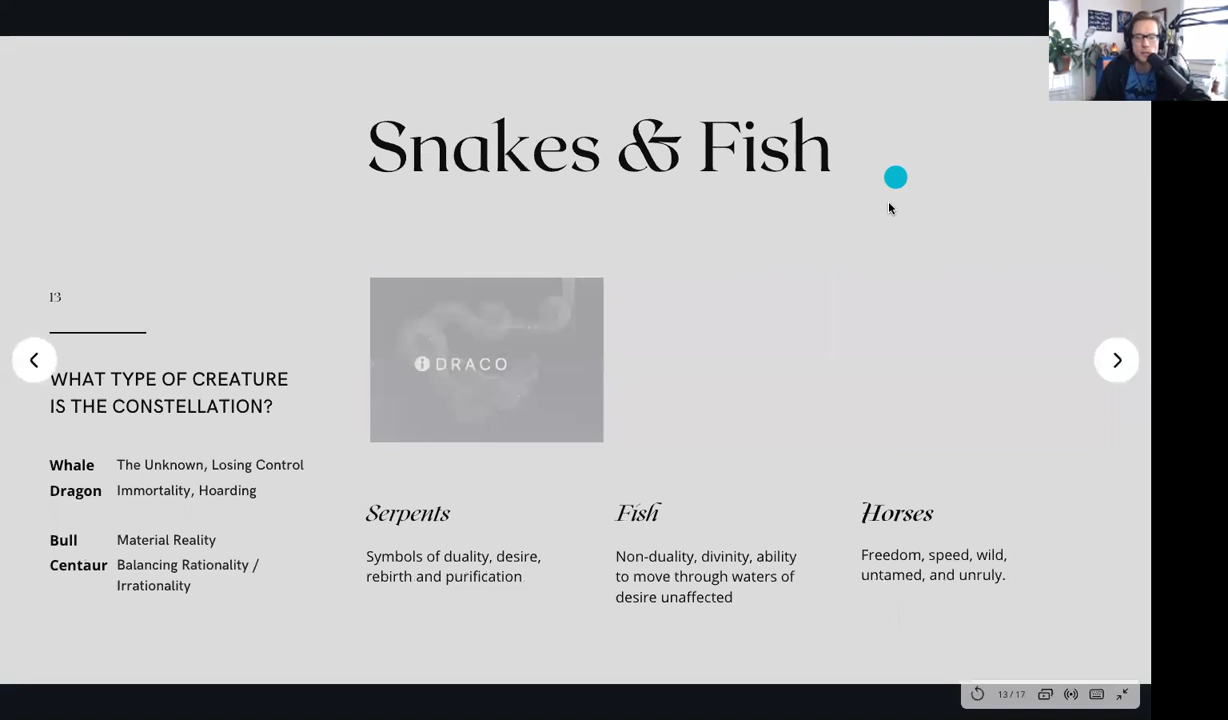 Snakes & Fish
13
WHAT TYPE OF CREATURE
IS THE CONSTELLATION?
Whale The Unknown, Losing Control
Dragon Immortality, Hoarding
Bull Material Reality
Centaur Balancing Rationality /
Irrationality
DRACO
Serpents
Symbols of duality, desire,
rebirth and purification
Fish
Non-duality, divinity, ability
to move through waters of
desire unaffected
Horses
Freedom, speed, wild,
untamed, and unruly.
13 / 17